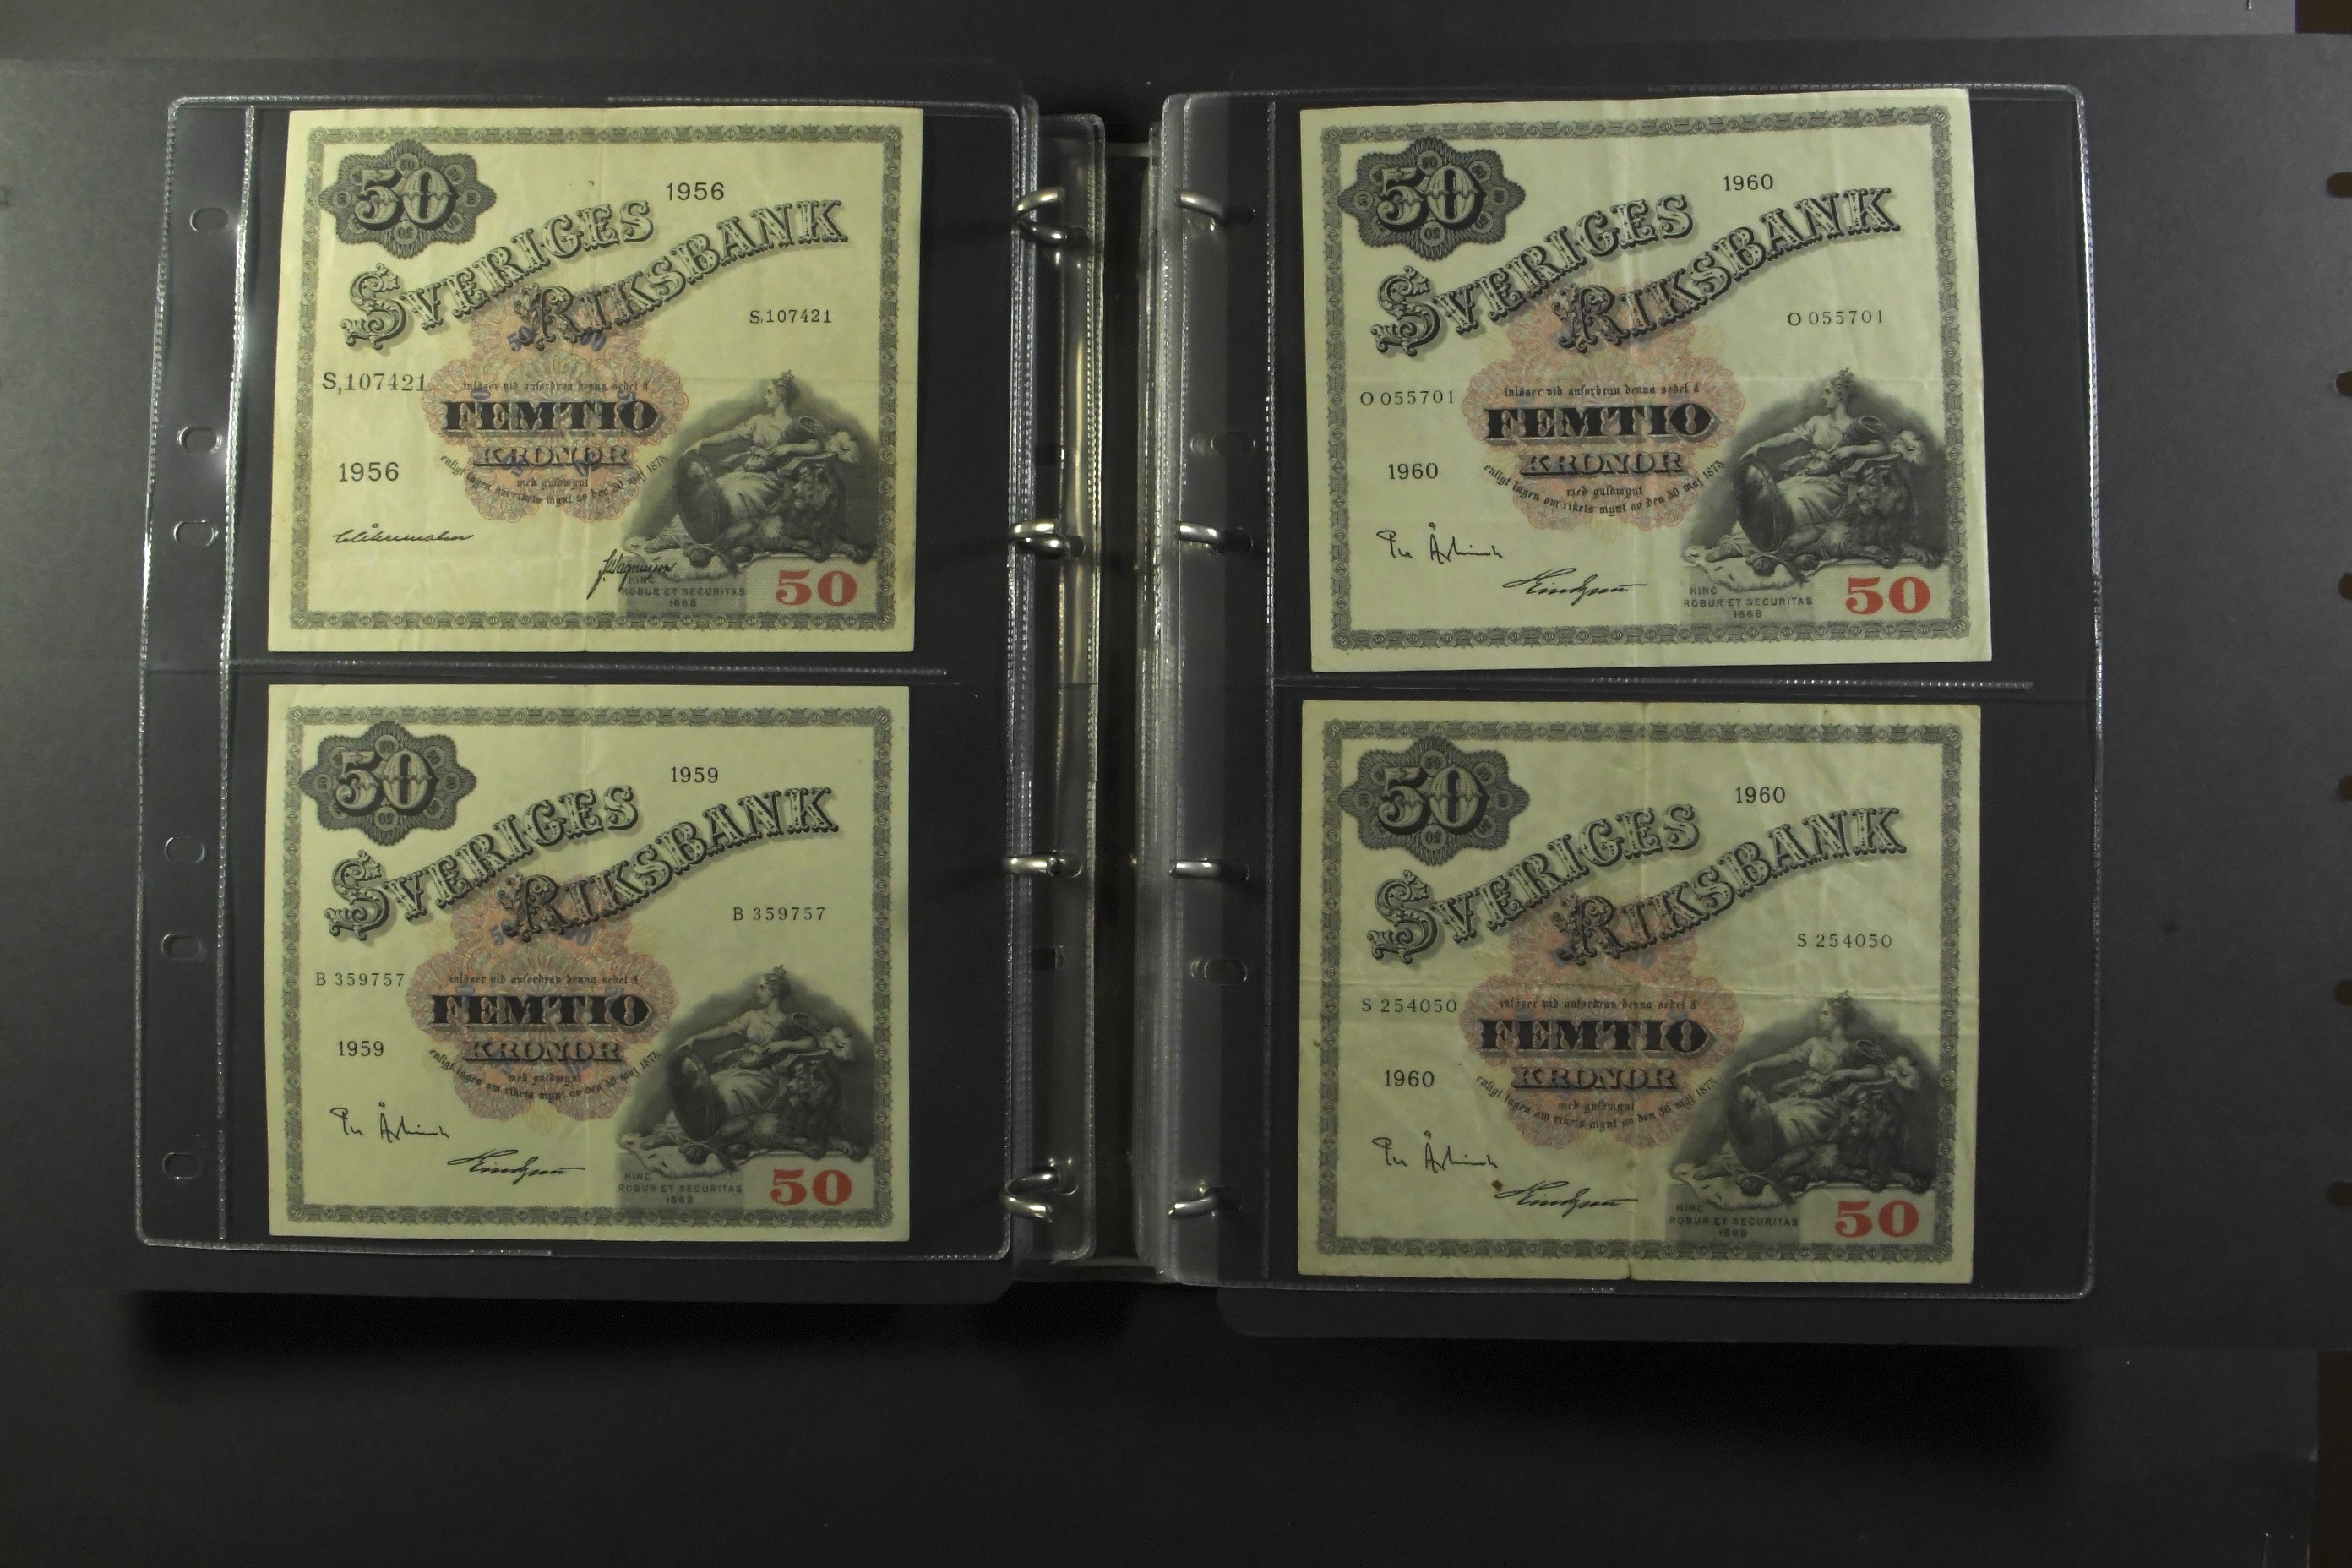 50
1956
SVERIGES
RIKSBANK
S,107421
S,107421
inlöser vid anfordran denna sedel å
FEMTIO
KRONOR
med guldmynt
enligt lagen om rikets mynt av den 30 maj 1873
1956
HINC
ROBUR ET SECURITAS
1668
50
50
1959
SVERIGES
RIKSBANK
B 359757
B 359757
inlöser vid anfordran denna sedel å
FEMTIO
KRONOR
med guldmynt
enligt lagen om rikets mynt av den 30 maj 1873
1959
HINC
ROBUR ET SECURITAS
1668
50
50
1960
SVERIGES
RIKSBANK
O 055701
O 055701
inlöser vid anfordran denna sedel å
FEMTIO
KRONOR
med guldmynt
enligt lagen om rikets mynt av den 30 maj 1873
1960
HINC
ROBUR ET SECURITAS
1668
50
50
1960
SVERIGES
RIKSBANK
S 254050
S 254050
inlöser vid anfordran denna sedel å
FEMTIO
KRONOR
med guldmynt
enligt lagen om rikets mynt av den 30 maj 1873
1960
HINC
ROBUR ET SECURITAS
1668
50